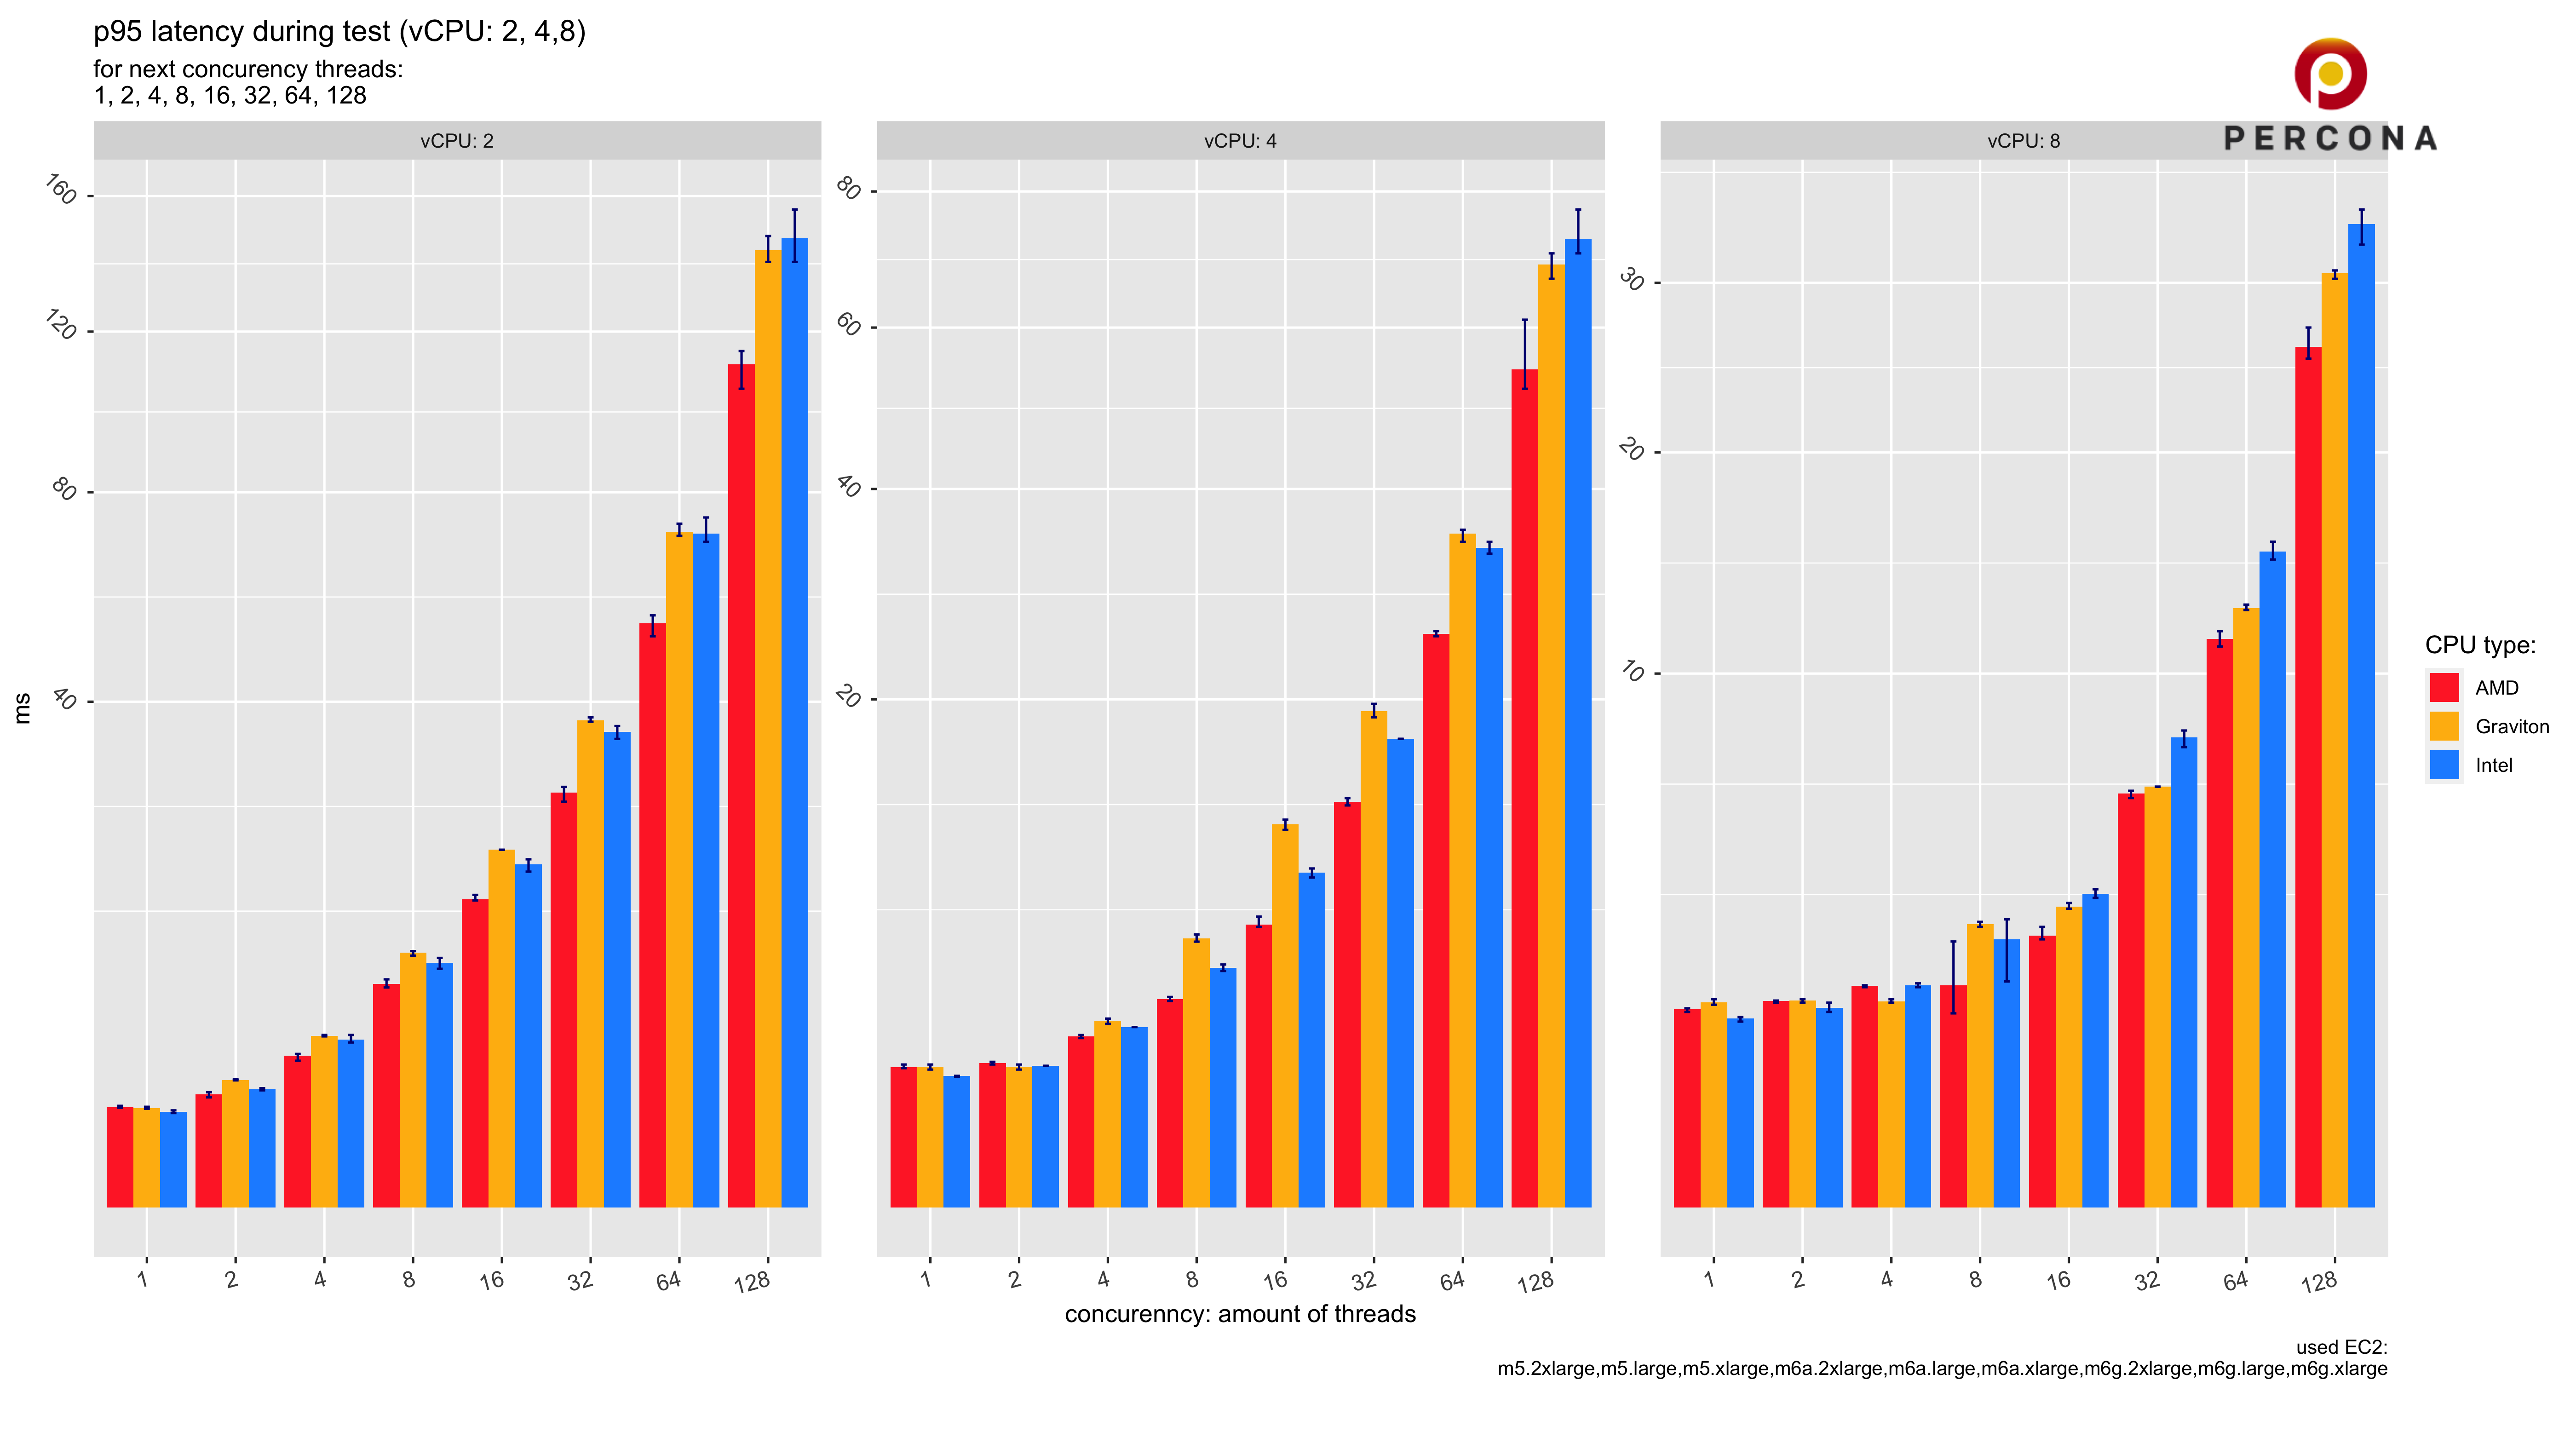 p95 latency during test (vCPU: 2, 4,8)
for next concurency threads:
1, 2, 4, 8, 16, 32, 64, 128
PERCONA
vCPU: 2
vCPU: 4
vCPU: 8
160
120
80
40
80
60
40
20
30
20
10
ms
CPU type:
AMD
Graviton
Intel
1 2 4 8 16 32 64 128
1 2 4 8 16 32 64 128
1 2 4 8 16 32 64 128
concurenncy: amount of threads
used EC2:
m5.2xlarge,m5.large,m5.xlarge,m6a.2xlarge,m6a.large,m6a.xlarge,m6g.2xlarge,m6g.large,m6g.xlarge